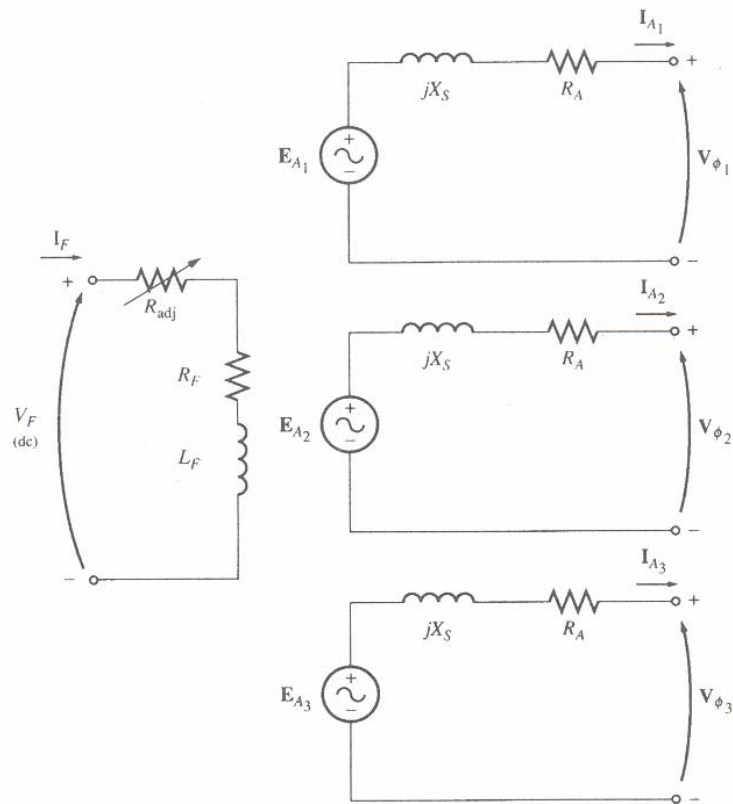 I_A1
jX_S
R_A
+
E_A1
+
−
V_ϕ1
−
I_F
+
R_adj
R_F
V_F
(dc)
L_F
−
I_A2
jX_S
R_A
+
E_A2
+
−
V_ϕ2
−
I_A3
jX_S
R_A
+
E_A3
+
−
V_ϕ3
−